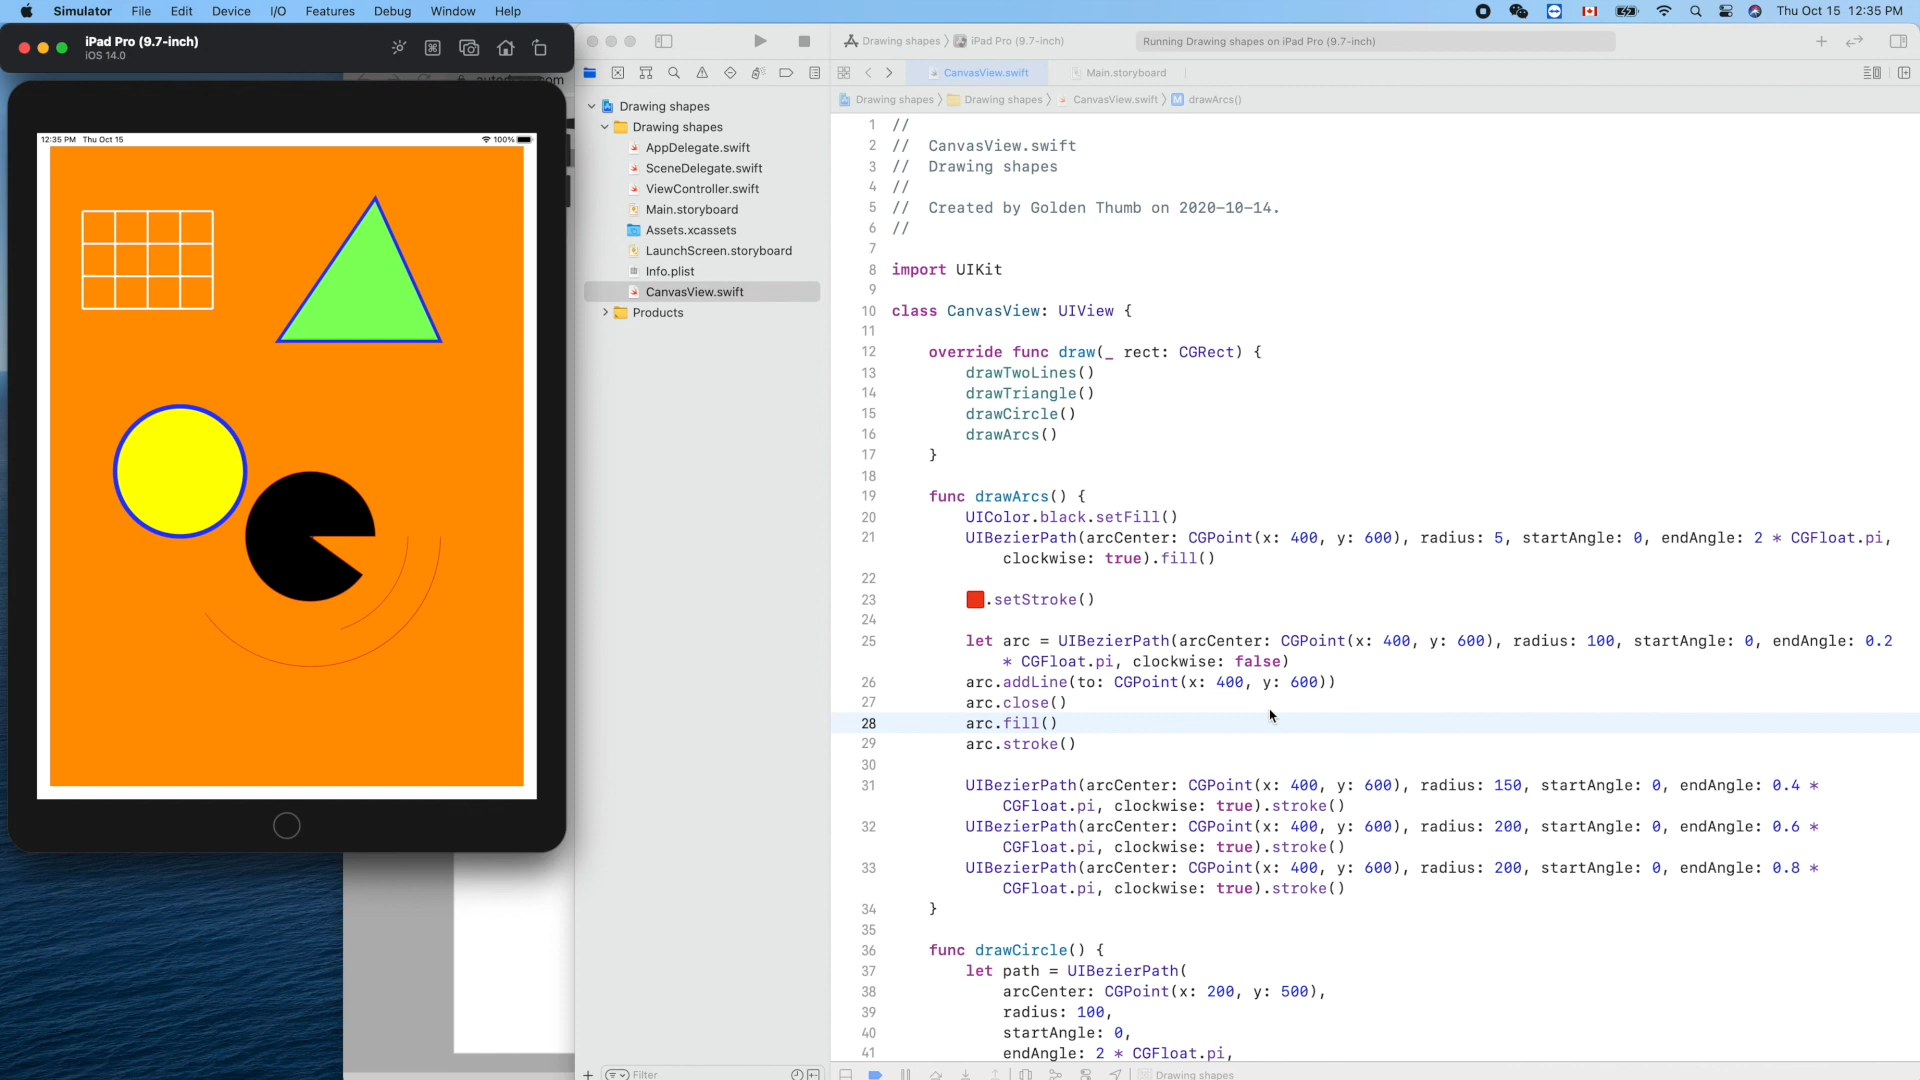 Simulator File Edit Device I/O Features Debug Window Help
Thu Oct 15 12:35 PM
iPad Pro (9.7-inch)
iOS 14.0
12:35 PM Thu Oct 15
100%
Drawing shapes
iPad Pro (9.7-inch)
Running Drawing shapes on iPad Pro (9.7-inch)
CanvasView.swift
Main.storyboard
Drawing shapes
Drawing shapes
CanvasView.swift
M
drawArcs()
Drawing shapes
Drawing shapes
AppDelegate.swift
SceneDelegate.swift
ViewController.swift
Main.storyboard
Assets.xcassets
LaunchScreen.storyboard
Info.plist
CanvasView.swift
Products
Filter
1 //
2 // CanvasView.swift
3 // Drawing shapes
4 //
5 // Created by Golden Thumb on 2020-10-14.
6 //
7
8 import UIKit
9
10 class CanvasView: UIView {
11
12 override func draw(_ rect: CGRect) {
13 drawTwoLines()
14 drawTriangle()
15 drawCircle()
16 drawArcs()
17 }
18
19 func drawArcs() {
20 UIColor.black.setFill()
21 UIBezierPath(arcCenter: CGPoint(x: 400, y: 600), radius: 5, startAngle: 0, endAngle: 2 * CGFloat.pi,
clockwise: true).fill()
22
23 .setStroke()
24
25 let arc = UIBezierPath(arcCenter: CGPoint(x: 400, y: 600), radius: 100, startAngle: 0, endAngle: 0.2
* CGFloat.pi, clockwise: false)
26 arc.addLine(to: CGPoint(x: 400, y: 600))
27 arc.close()
28 arc.fill()
29 arc.stroke()
30
31 UIBezierPath(arcCenter: CGPoint(x: 400, y: 600), radius: 150, startAngle: 0, endAngle: 0.4 *
CGFloat.pi, clockwise: true).stroke()
32 UIBezierPath(arcCenter: CGPoint(x: 400, y: 600), radius: 200, startAngle: 0, endAngle: 0.6 *
CGFloat.pi, clockwise: true).stroke()
33 UIBezierPath(arcCenter: CGPoint(x: 400, y: 600), radius: 200, startAngle: 0, endAngle: 0.8 *
CGFloat.pi, clockwise: true).stroke()
34 }
35
36 func drawCircle() {
37 let path = UIBezierPath(
38 arcCenter: CGPoint(x: 200, y: 500),
39 radius: 100,
40 startAngle: 0,
41 endAngle: 2 * CGFloat.pi,
Drawing shapes